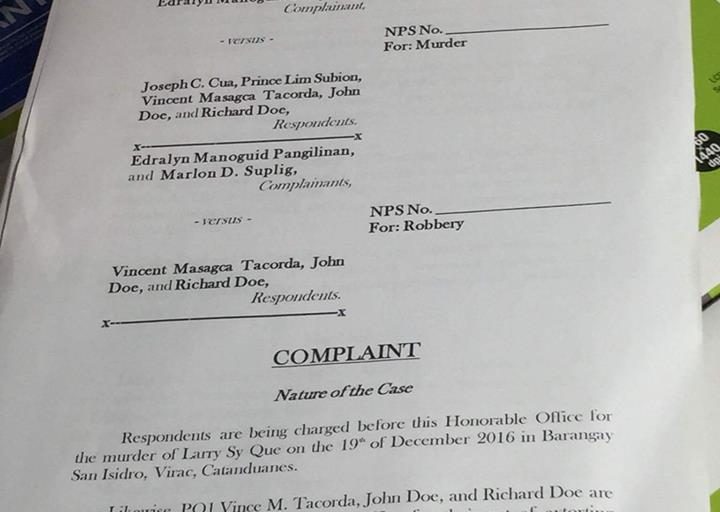 Complainant,
- versus -
NPS No.
For: Murder
Joseph C. Cua, Prince Lim Subion,
Vincent Masagca Tacorda, John
Doe, and Richard Doe,
Respondents.
x---x
Edralyn Manoguid Pangilinan,
and Marlon D. Suplig,
Complainants,
- versus -
NPS No.
For: Robbery
Vincent Masagca Tacorda, John
Doe, and Richard Doe,
Respondents.
x---x
COMPLAINT
Nature of the Case
Respondents are being charged before this Honorable Office for
the murder of Larry Sy Que on the 19th of December 2016 in Barangay
San Isidro, Virac, Catanduanes.
Likewise, PO1 Vince M. Tacorda, John Doe, and Richard Doe are
60
1440